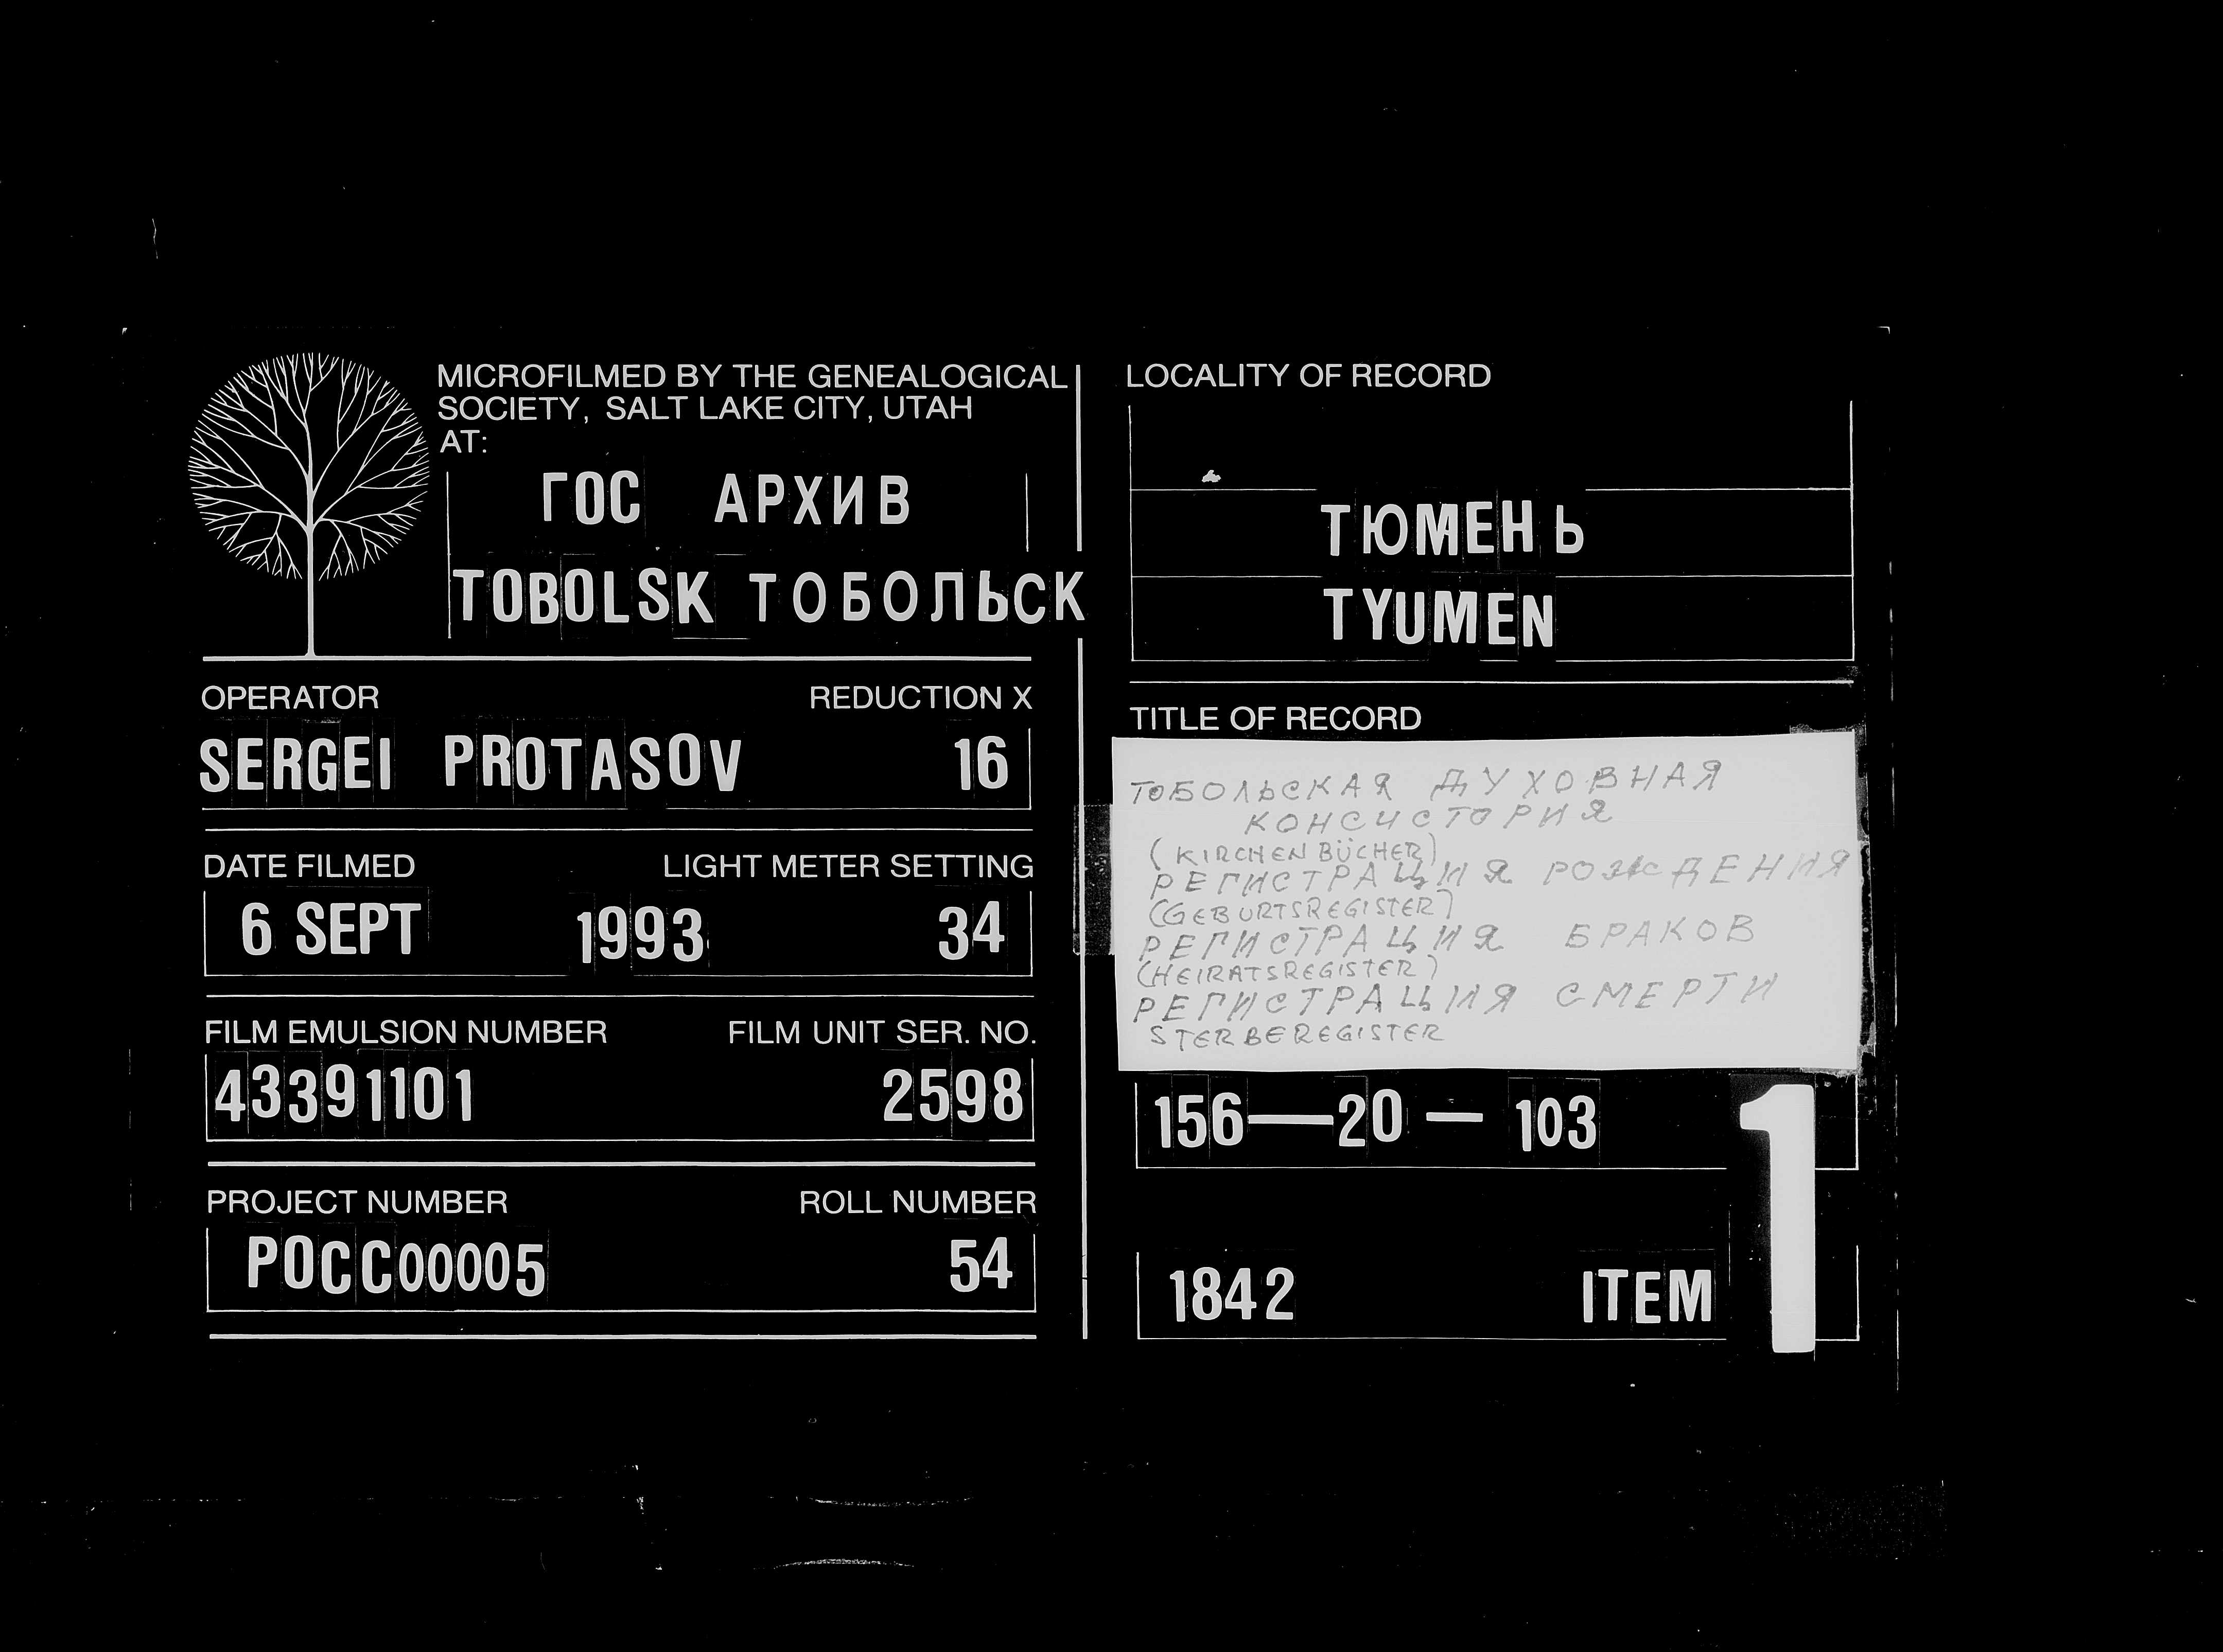 MICROFILMED BY THE GENEALOGICAL
SOCIETY, SALT LAKE CITY, UTAH
AT:
ГОС АРХИВ
TOBOLSK ТОБОЛЬСК
OPERATOR REDUCTION X
SERGEI PROTASOV 16
DATE FILMED LIGHT METER SETTING
6 SEPT 1993 34
FILM EMULSION NUMBER FILM UNIT SER. NO.
43391101 2598
PROJECT NUMBER ROLL NUMBER
РОСС00005 54
LOCALITY OF RECORD
ТЮМЕНЬ
TYUMEN
TITLE OF RECORD
ТОБОЛЬСКАЯ ДУХОВНАЯ
КОНСИСТОРИЯ
(KIRCHENBÜCHER)
РЕГИСТРАЦИЯ РОЖДЕНИЯ
(GEBURTSREGISTER)
РЕГИСТРАЦИЯ БРАКОВ
(HEIRATSREGISTER)
РЕГИСТРАЦИЯ СМЕРТИ
STERBEREGISTER
156—20—103
1842 ITEM 1